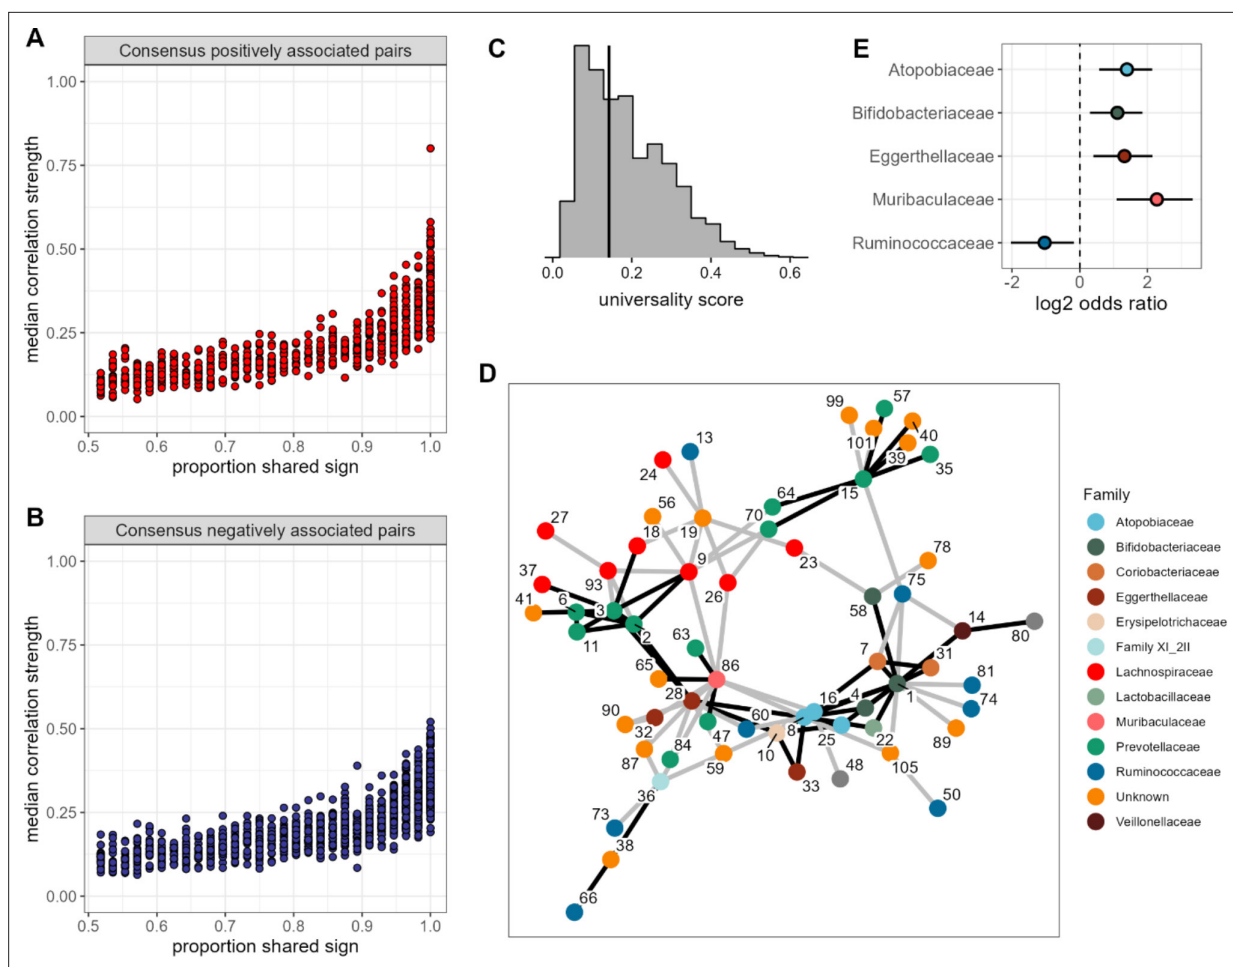 A
Consensus positively associated pairs
1.00
0.75
0.50
0.25
0.00
median correlation strength
0.5 0.6 0.7 0.8 0.9 1.0
proportion shared sign
B
Consensus negatively associated pairs
1.00
0.75
0.50
0.25
0.00
median correlation strength
0.5 0.6 0.7 0.8 0.9 1.0
proportion shared sign
C
0.0 0.2 0.4 0.6
universality score
E
Atopobiaceae
Bifidobacteriaceae
Eggerthellaceae
Muribaculaceae
Ruminococcaceae
-2 0 2
log2 odds ratio
D
99
57
13
101
40
24
39
35
64
15
56
27
18
19
70
9
78
23
37
93
75
26
6
58
14
41
3
63
2
80
11
7
31
86
65
81
16
4
28
1
74
90
60
32
8
25
22
47
84
89
10
48
87
59
105
33
36
50
73
38
66
Family
Atopobiaceae
Bifidobacteriaceae
Coriobacteriaceae
Eggerthellaceae
Erysipelotrichaceae
Family XI_2II
Lachnospiraceae
Lactobacillaceae
Muribaculaceae
Prevotellaceae
Ruminococcaceae
Unknown
Veillonellaceae